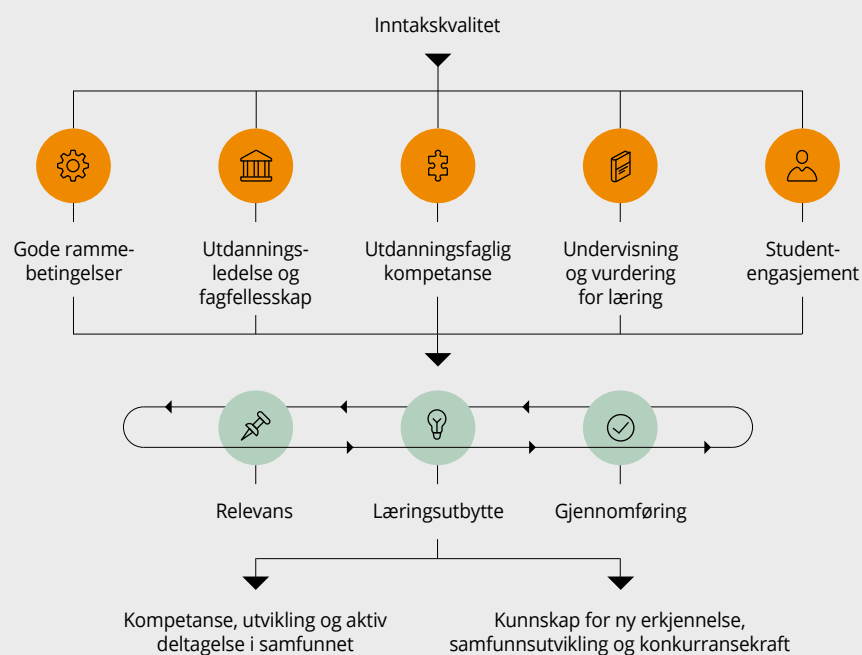 Inntakskvalitet
Gode ramme-
betingelser
Utdannings-
ledelse og
fagfellesskap
Utdanningsfaglig
kompetanse
Undervisning
og vurdering
for læring
Student-
engasjement
Relevans
Læringsutbytte
Gjennomføring
Kompetanse, utvikling og aktiv
deltagelse i samfunnet
Kunnskap for ny erkjennelse,
samfunnsutvikling og konkurransekraft